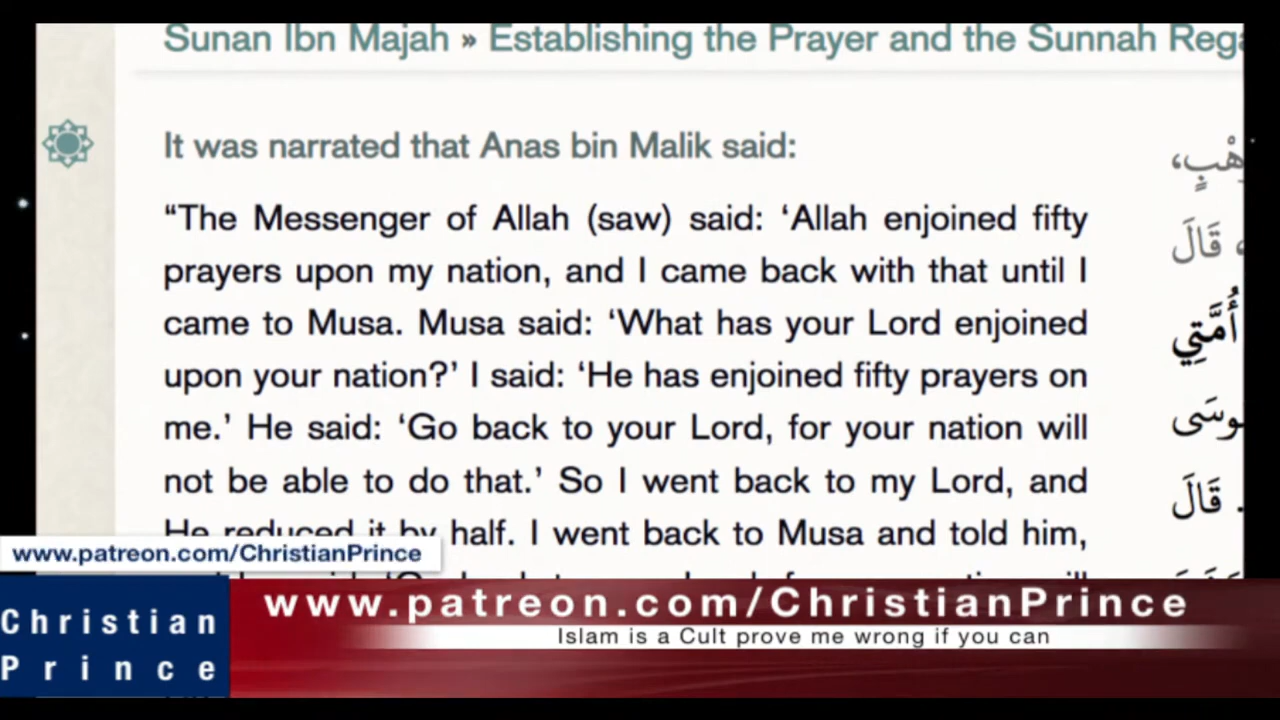 Sunan Ibn Majah » Establishing the Prayer and the Sunnah Rega
It was narrated that Anas bin Malik said:
“The Messenger of Allah (saw) said: ‘Allah enjoined fifty
prayers upon my nation, and I came back with that until I
came to Musa. Musa said: ‘What has your Lord enjoined
upon your nation?’ I said: ‘He has enjoined fifty prayers on
me.’ He said: ‘Go back to your Lord, for your nation will
not be able to do that.’ So I went back to my Lord, and
He reduced it by half. I went back to Musa and told him,
قَالَ
أُمَّتِي
قَالَ
www.patreon.com/ChristianPrince
Christian
Prince
www.patreon.com/ChristianPrince
Islam is a Cult prove me wrong if you can